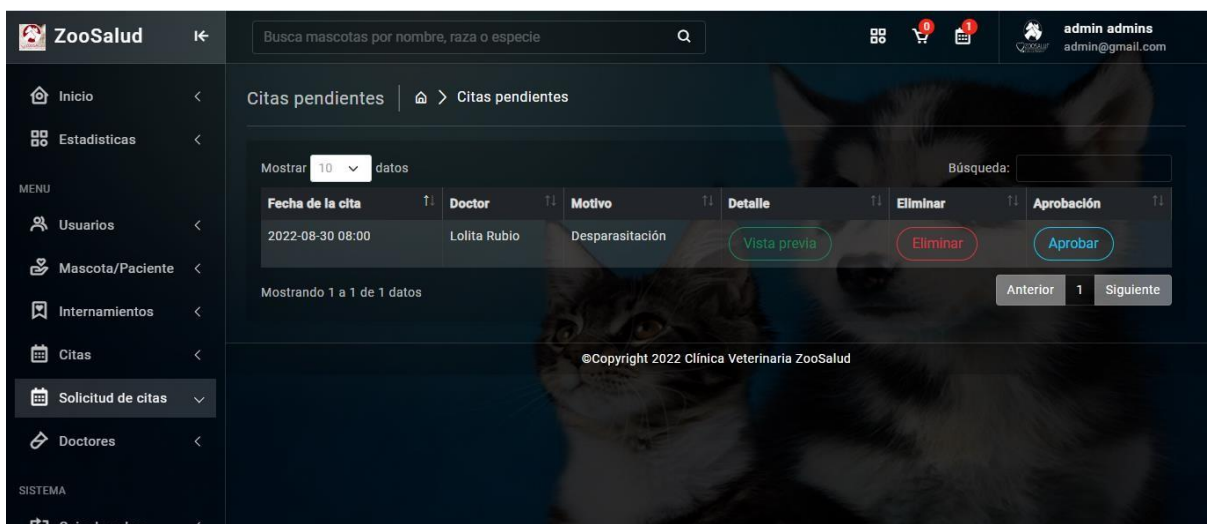 ZooSalud
Busca mascotas por nombre, raza o especie
0
1
admin admins
admin@gmail.com
Inicio
Estadisticas
MENU
Usuarios
Mascota/Paciente
Internamientos
Citas
Solicitud de citas
Doctores
SISTEMA
Citas pendientes
Citas pendientes
Mostrar 10 datos
Búsqueda:
Fecha de la cita Doctor Motivo Detalle Eliminar Aprobación
2022-08-30 08:00 Lolita Rubio Desparasitación Vista previa Eliminar Aprobar
Mostrando 1 a 1 de 1 datos
Anterior 1 Siguiente
©Copyright 2022 Clínica Veterinaria ZooSalud